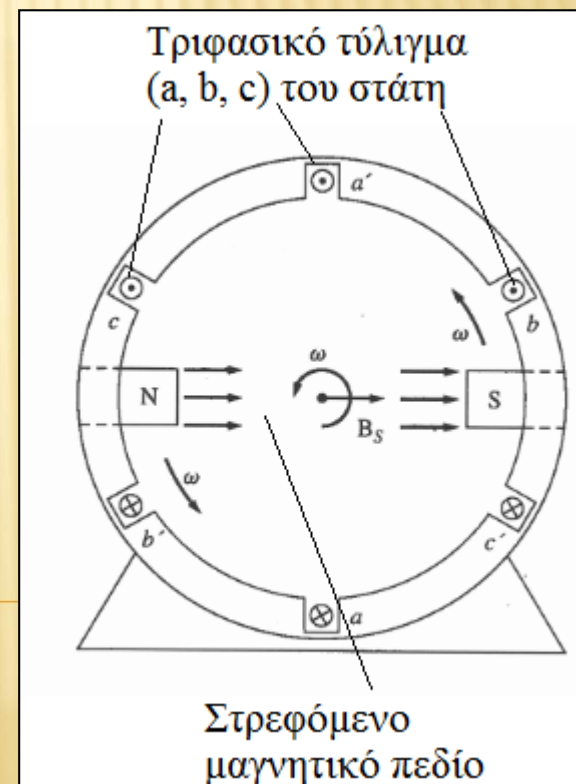 Τριφασικό τύλιγμα
(a, b, c) του στάτη
a′
c
b
ω
ω
N
S
B_S
ω
b′
c′
a
Στρεφόμενο
μαγνητικό πεδίο